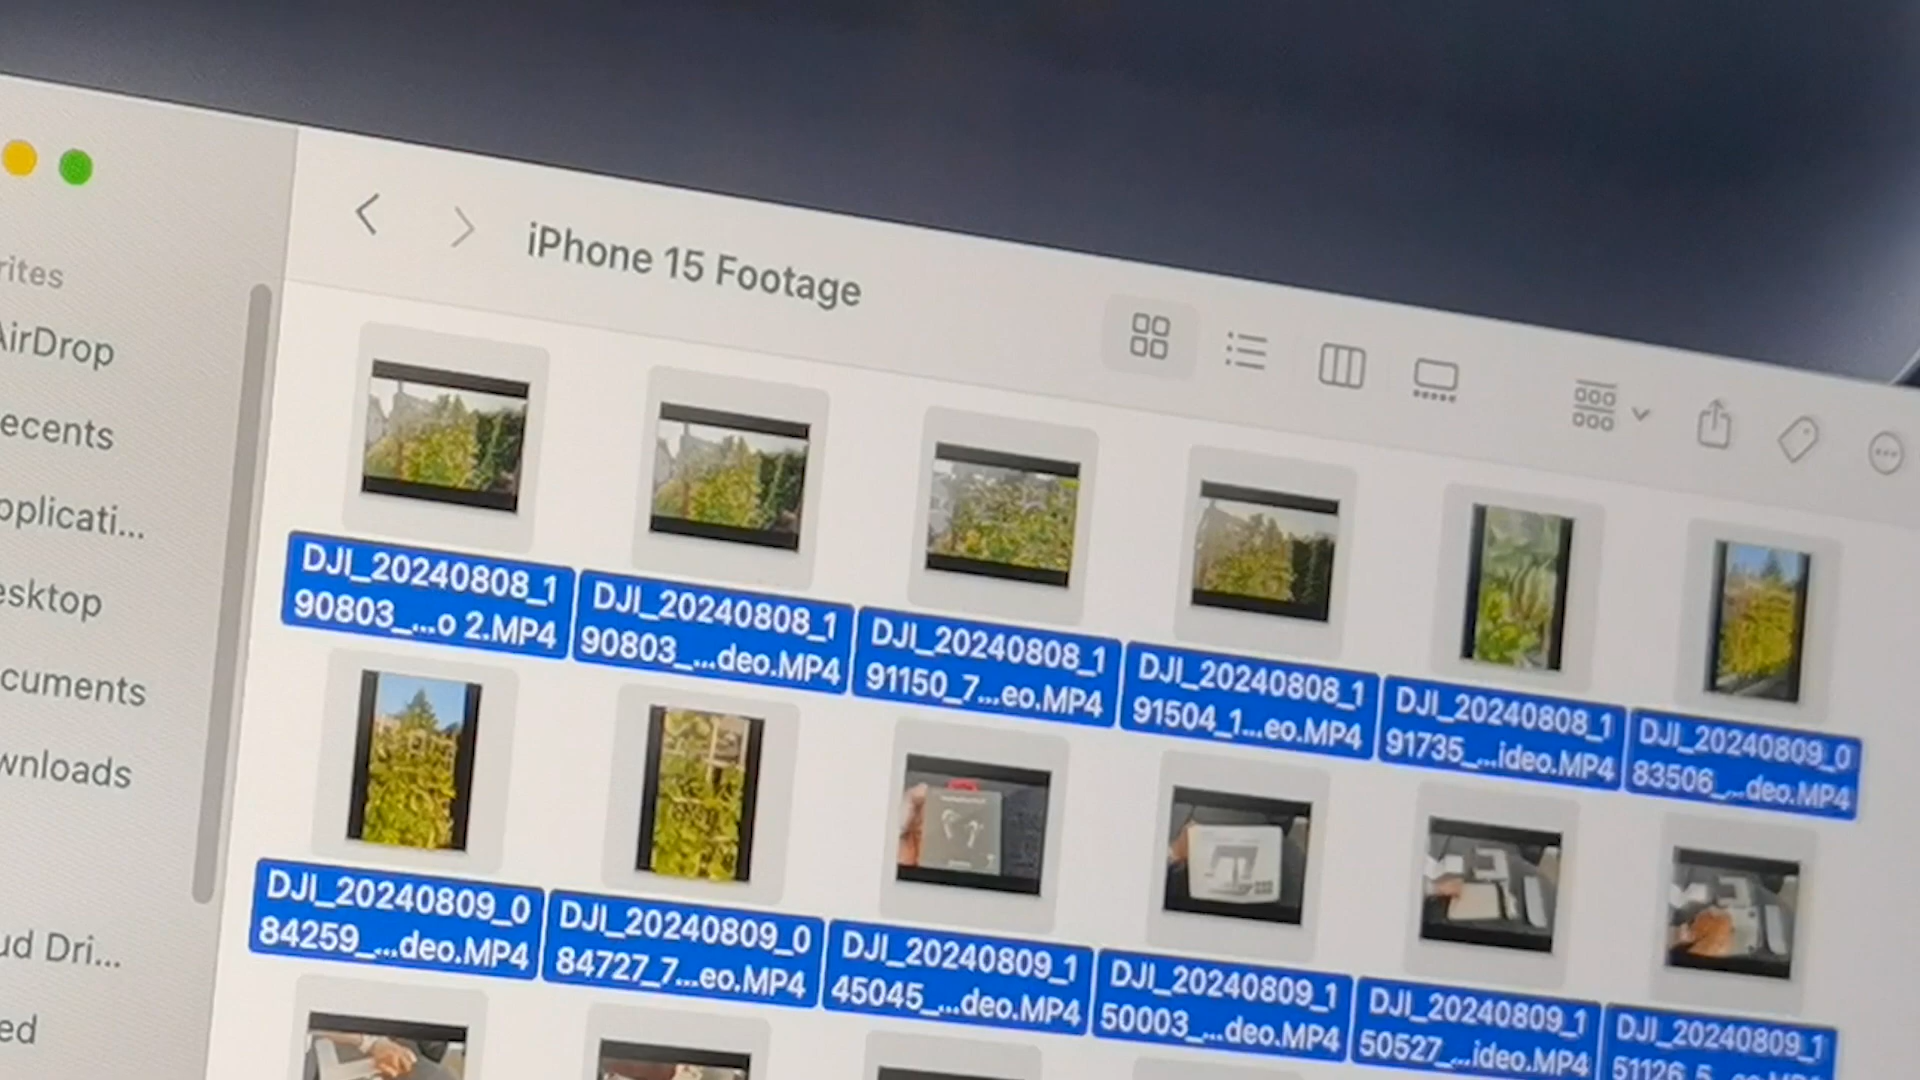 iPhone 15 Footage
rites
AirDrop
ecents
pplicati...
esktop
cuments
wnloads
ud Dri...
ed
DJI_20240808_1
90803_...o 2.MP4
DJI_20240808_1
90803_...deo.MP4
DJI_20240808_1
91150_7...eo.MP4
DJI_20240808_1
91504_1...eo.MP4
DJI_20240808_1
91735_...ideo.MP4
DJI_20240809_0
83506_...deo.MP4
DJI_20240809_0
84259_...deo.MP4
DJI_20240809_0
84727_7...eo.MP4
DJI_20240809_1
45045_...deo.MP4
DJI_20240809_1
50003_...deo.MP4
DJI_20240809_1
50527_...ideo.MP4
DJI_20240809_1